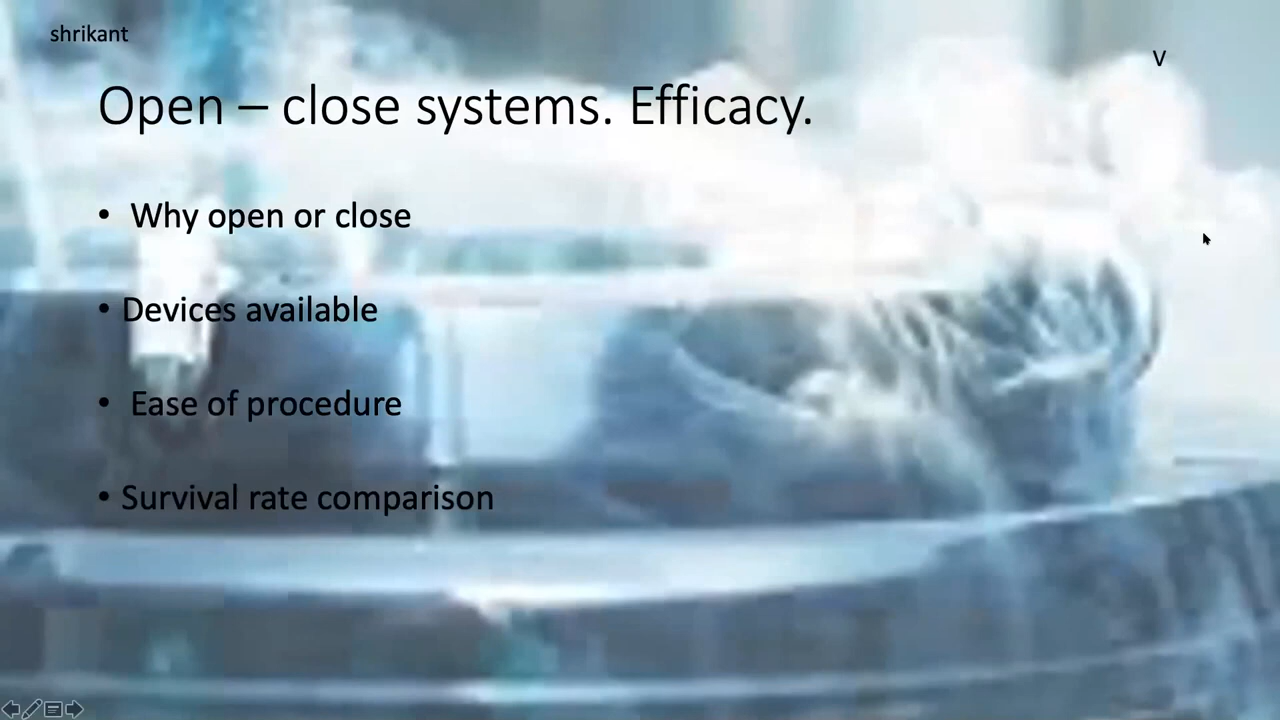 shrikant
V
Open – close systems. Efficacy.
• Why open or close
• Devices available
• Ease of procedure
• Survival rate comparison